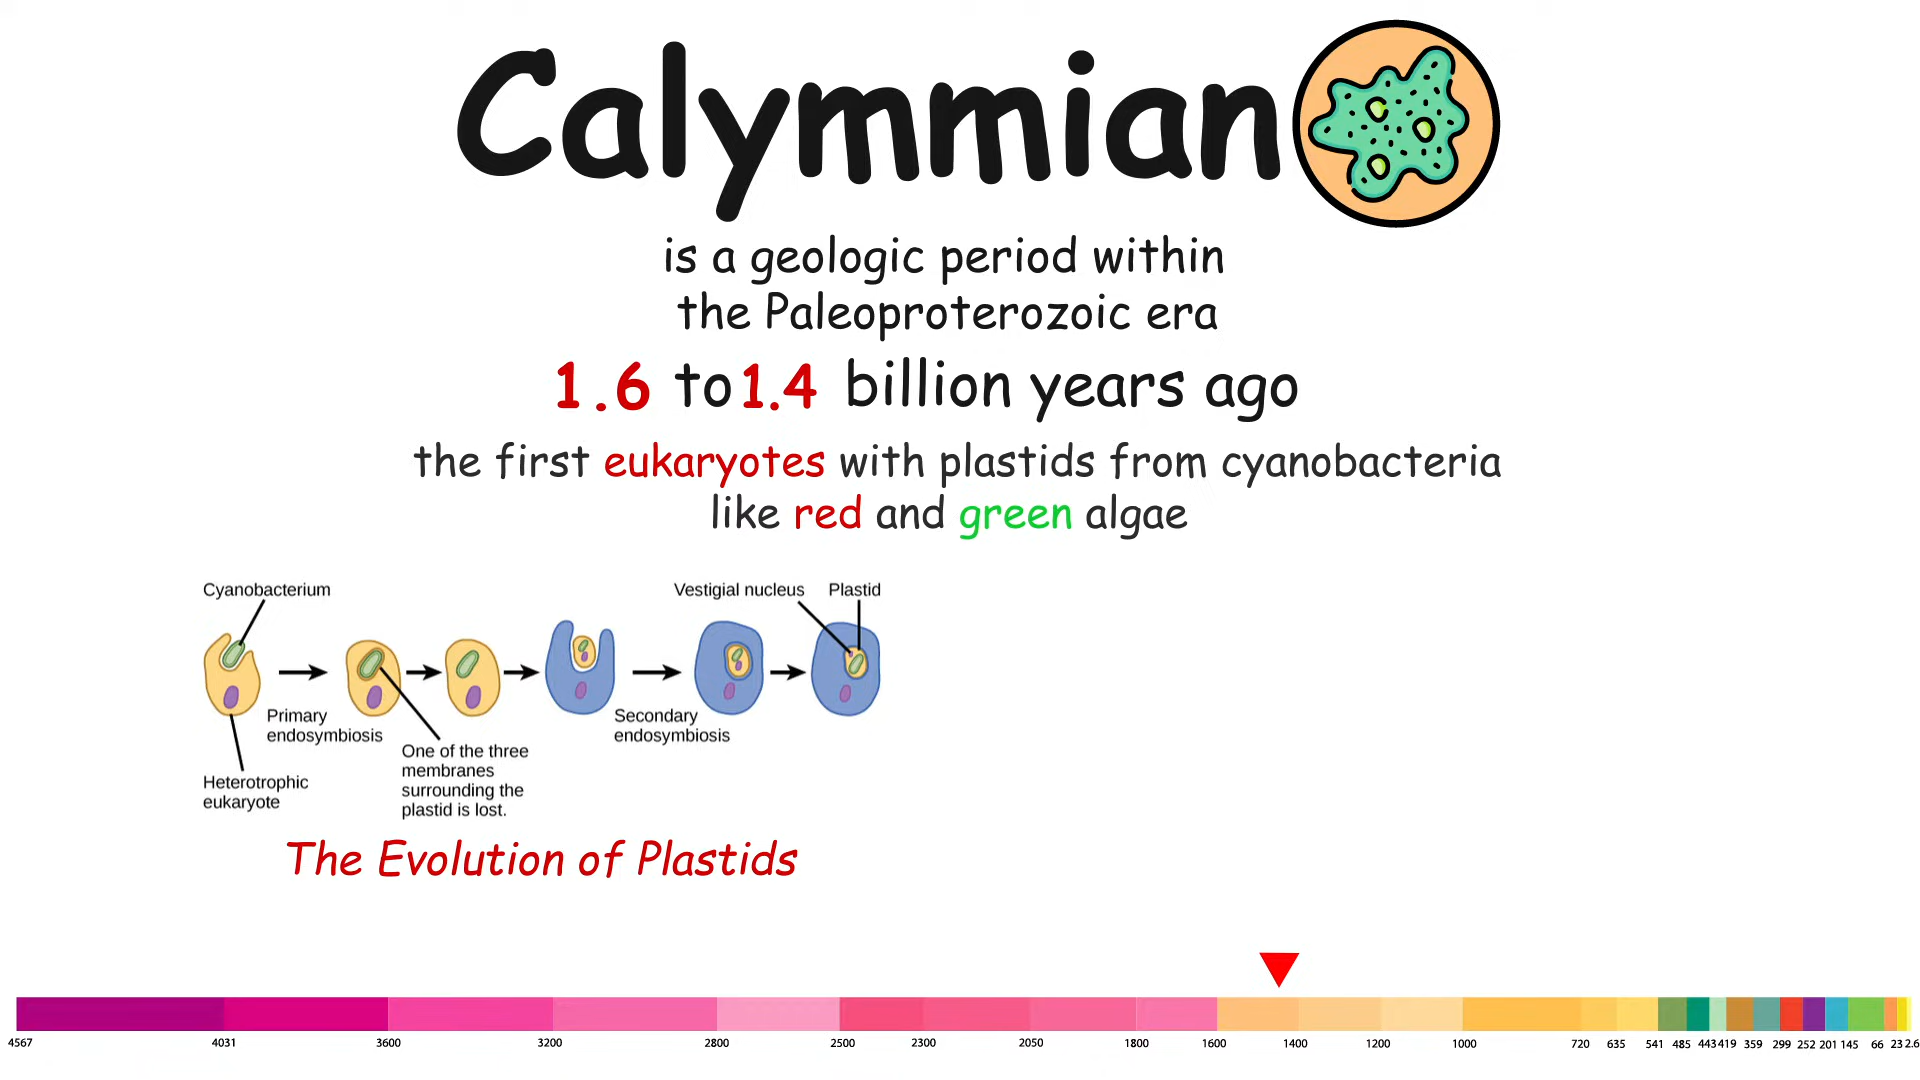 Calymmian
is a geologic period within
the Paleoproterozoic era
1.6 to 1.4 billion years ago
the first eukaryotes with plastids from cyanobacteria
like red and green algae
Cyanobacterium
Vestigial nucleus
Plastid
Primary
endosymbiosis
Secondary
endosymbiosis
One of the three
membranes
surrounding the
plastid is lost.
Heterotrophic
eukaryote
The Evolution of Plastids
4567 4031 3600 3200 2800 2500 2300 2050 1800 1600 1400 1200 1000 720 635 541 485 443 419 359 299 252 201 145 66 23 2.6